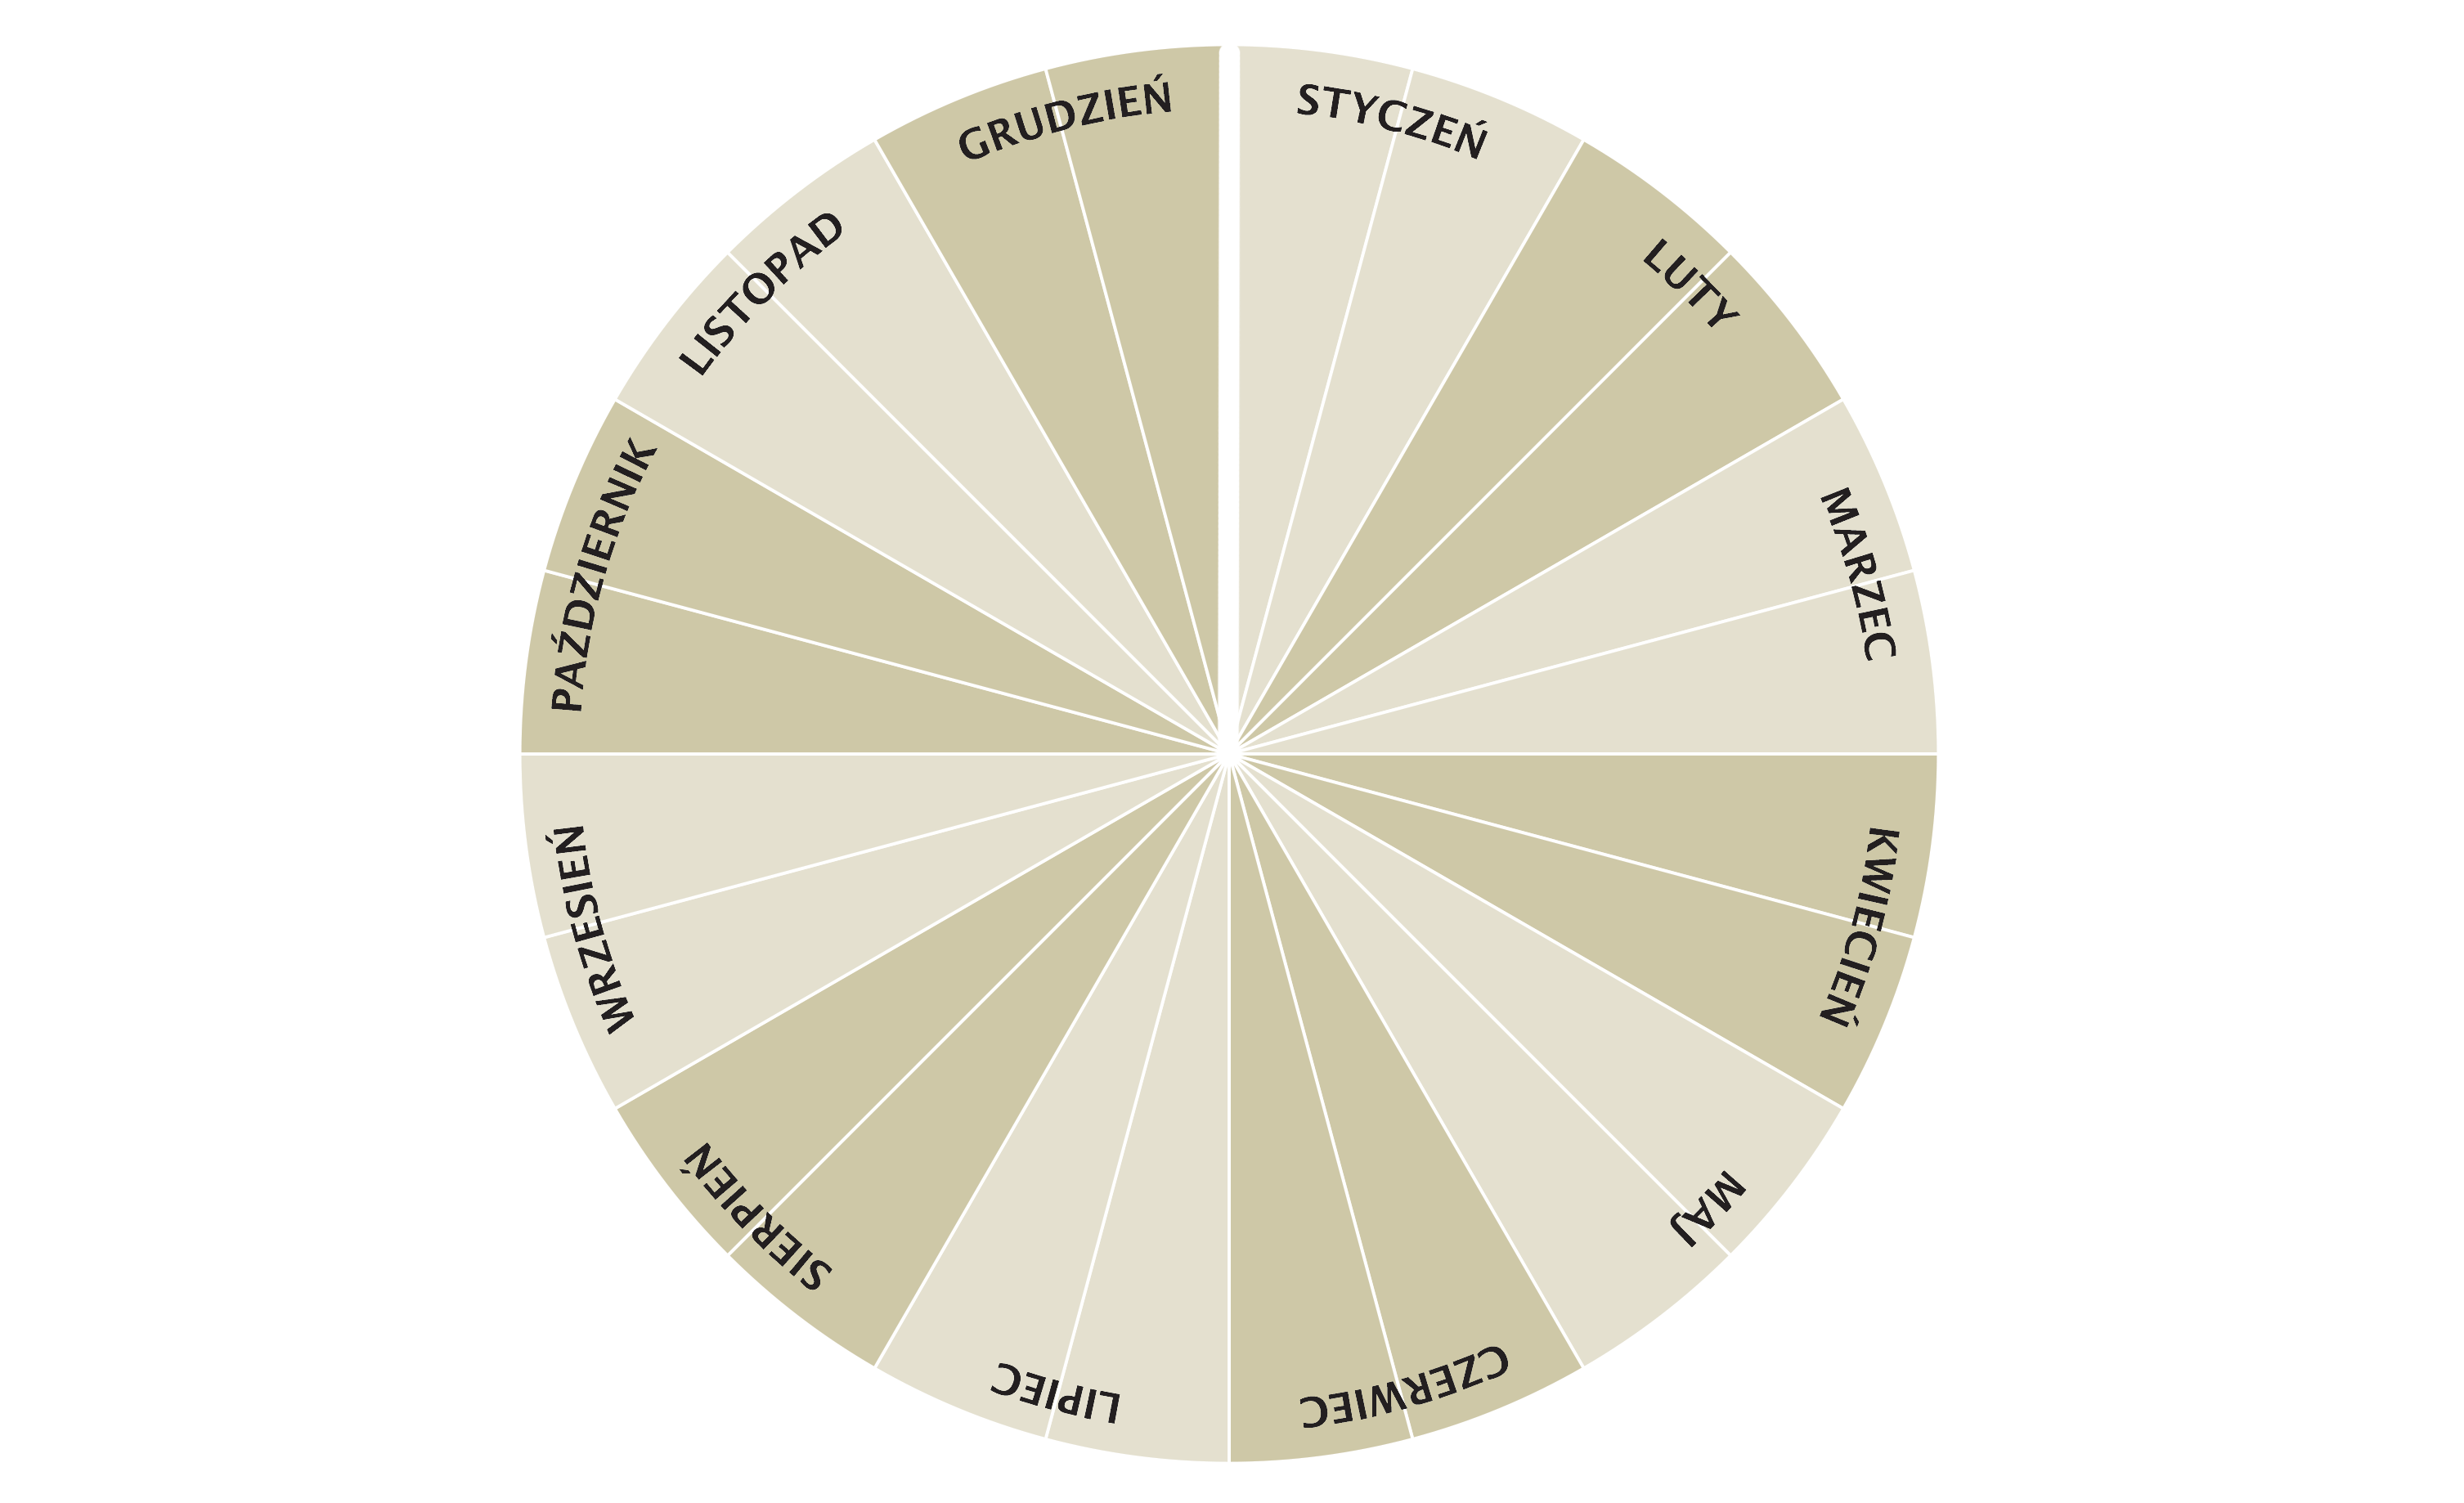 STYCZEŃ
LUTY
MARZEC
KWIECIEŃ
MAJ
CZERWIEC
LIPIEC
SIERPIEŃ
WRZESIEŃ
PAŹDZIERNIK
LISTOPAD
GRUDZIEŃ